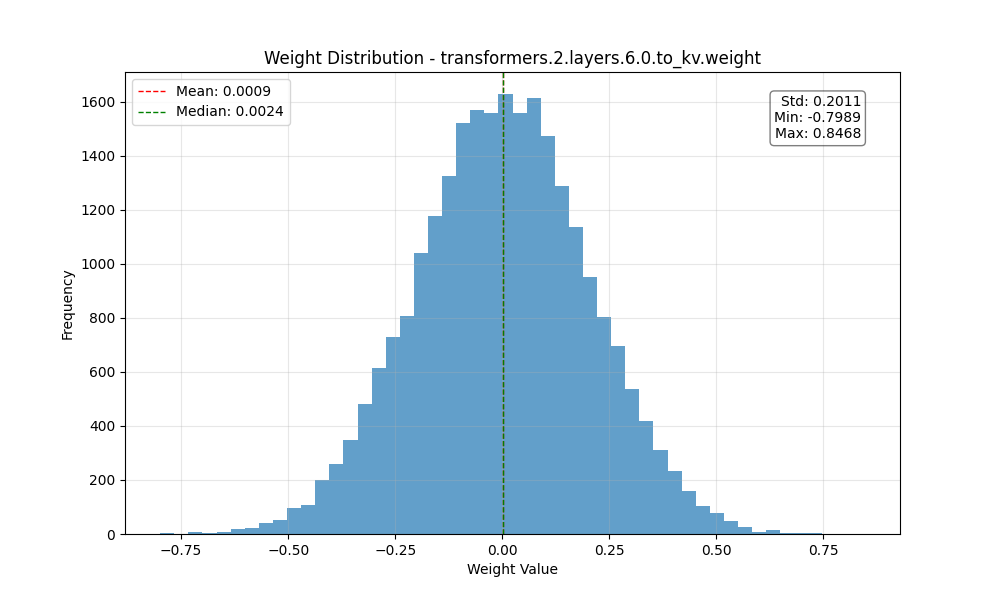 Weight Distribution - transformers.2.layers.6.0.to_kv.weight
Mean: 0.0009
Median: 0.0024
Std: 0.2011
Min: -0.7989
Max: 0.8468
Frequency
1600
1400
1200
1000
800
600
400
200
0
−0.75 −0.50 −0.25 0.00 0.25 0.50 0.75
Weight Value